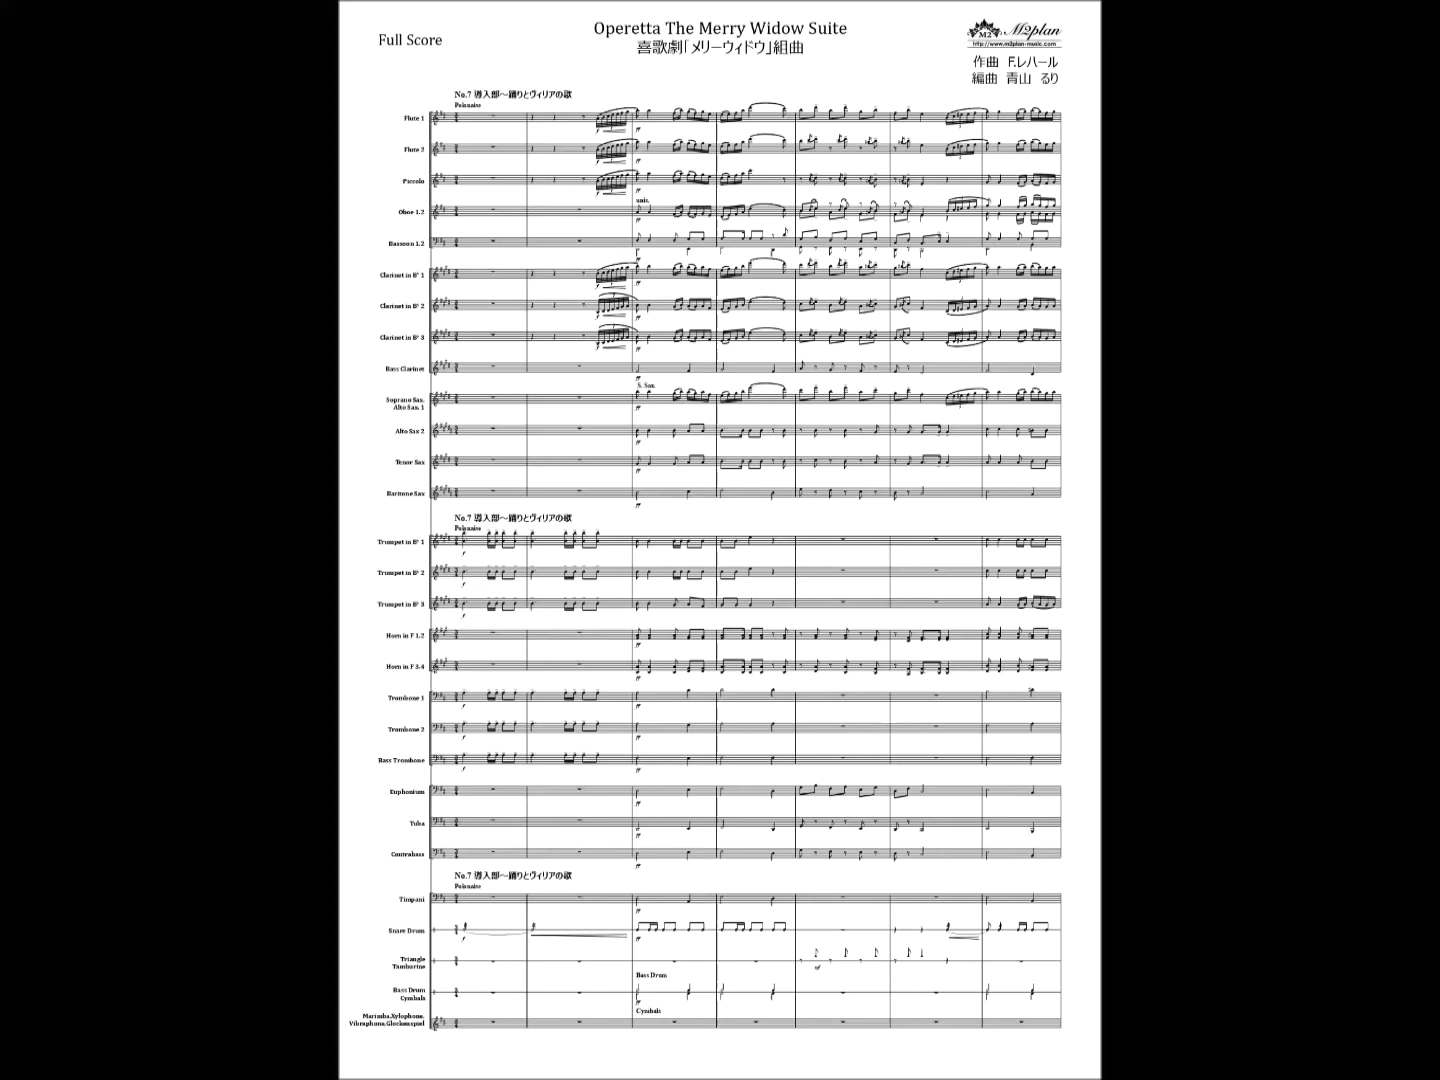 Operetta The Merry Widow Suite
喜歌劇「メリーウィドウ」組曲
Full Score
M2
M2plan
http://www.m2plan-music.com
作曲 F.レハール
編曲 青山 るり
No.7 導入部〜踊りとヴィリアの歌
Polonaise
Flute 1
Flute 2
Piccolo
unis.
Oboe 1.2
Bassoon 1.2
Clarinet in B♭ 1
Clarinet in B♭ 2
Clarinet in B♭ 3
Bass Clarinet
S. Sax.
Soprano Sax.
Alto Sax. 1
Alto Sax 2
Tenor Sax
Baritone Sax
No.7 導入部〜踊りとヴィリアの歌
Polonaise
Trumpet in B♭ 1
Trumpet in B♭ 2
Trumpet in B♭ 3
Horn in F 1.2
Horn in F 3.4
Trombone 1
Trombone 2
Bass Trombone
Euphonium
Tuba
Contrabass
No.7 導入部〜踊りとヴィリアの歌
Polonaise
Timpani
Snare Drum
Triangle
Tamburine
Bass Drum
Bass Drum
Cymbals
Cymbals
Marimba,Xylophone,
Vibraphone,Glockenspiel